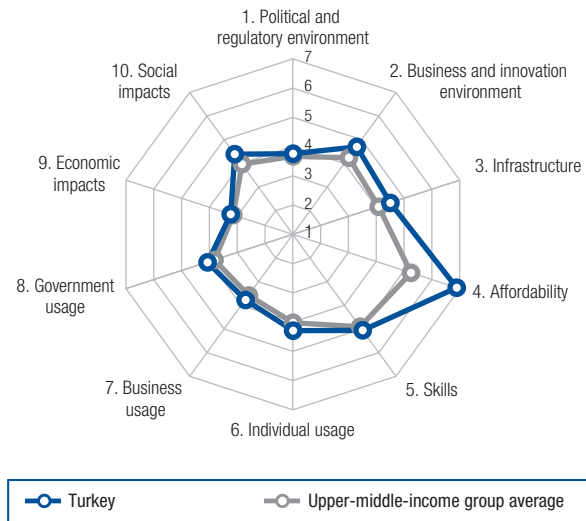 1. Political and
regulatory environment
2. Business and innovation
environment
3. Infrastructure
4. Affordability
5. Skills
6. Individual usage
7. Business
usage
8. Government
usage
9. Economic
impacts
10. Social
impacts
7
6
5
4
3
2
1
Turkey
Upper-middle-income group average